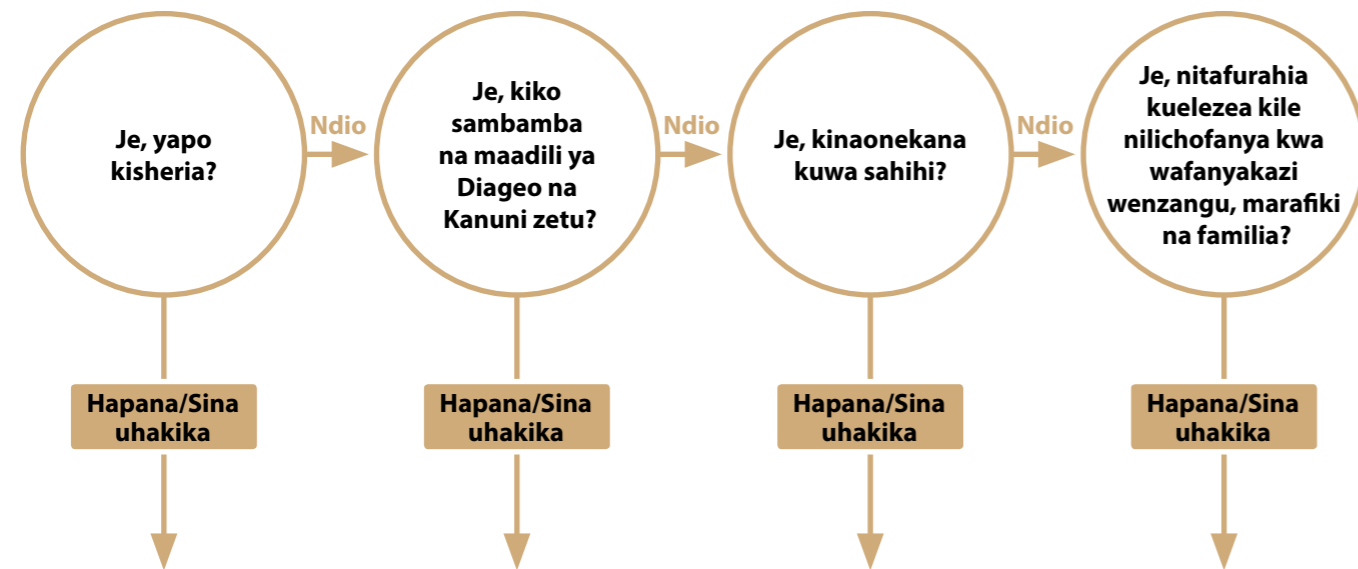 Je, yapo
kisheria?
Ndio
Je, kiko
sambamba
na maadili ya
Diageo na
Kanuni zetu?
Ndio
Je, kinaonekana
kuwa sahihi?
Ndio
Je, nitafurahia
kuelezea kile
nilichofanya kwa
wafanyakazi
wenzangu, marafiki
na familia?
Hapana/Sina
uhakika
Hapana/Sina
uhakika
Hapana/Sina
uhakika
Hapana/Sina
uhakika